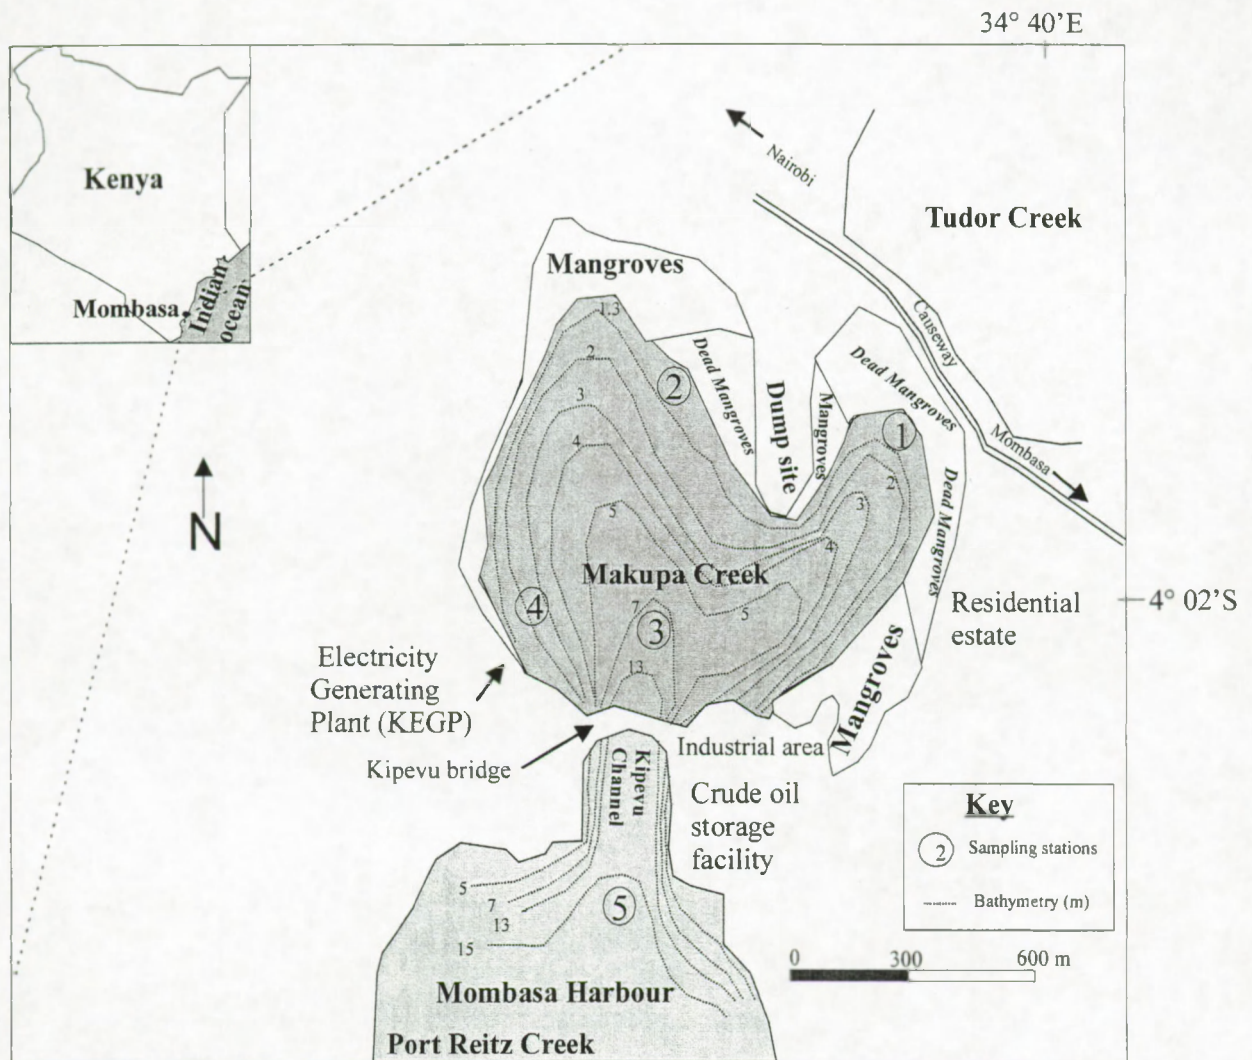 34° 40'E
Kenya
Mombasa
Indian
ocean
N
Nairobi
Tudor Creek
Causeway
Mombasa
Mangroves
1.3
2
3
4
5
2
Dead Mangroves
Dump site
Mangroves
Dead Mangroves
1
2
3
4
5
Dead Mangroves
Makupa Creek
7
3
13
4
4° 02'S
Residential
estate
Mangroves
Electricity
Generating
Plant (KEGP)
Kipevu bridge
Industrial area
Kipevu
Channel
Crude oil
storage
facility
5
7
13
15
5
Mombasa Harbour
Port Reitz Creek
Key
2 Sampling stations
Bathymetry (m)
0 300 600 m